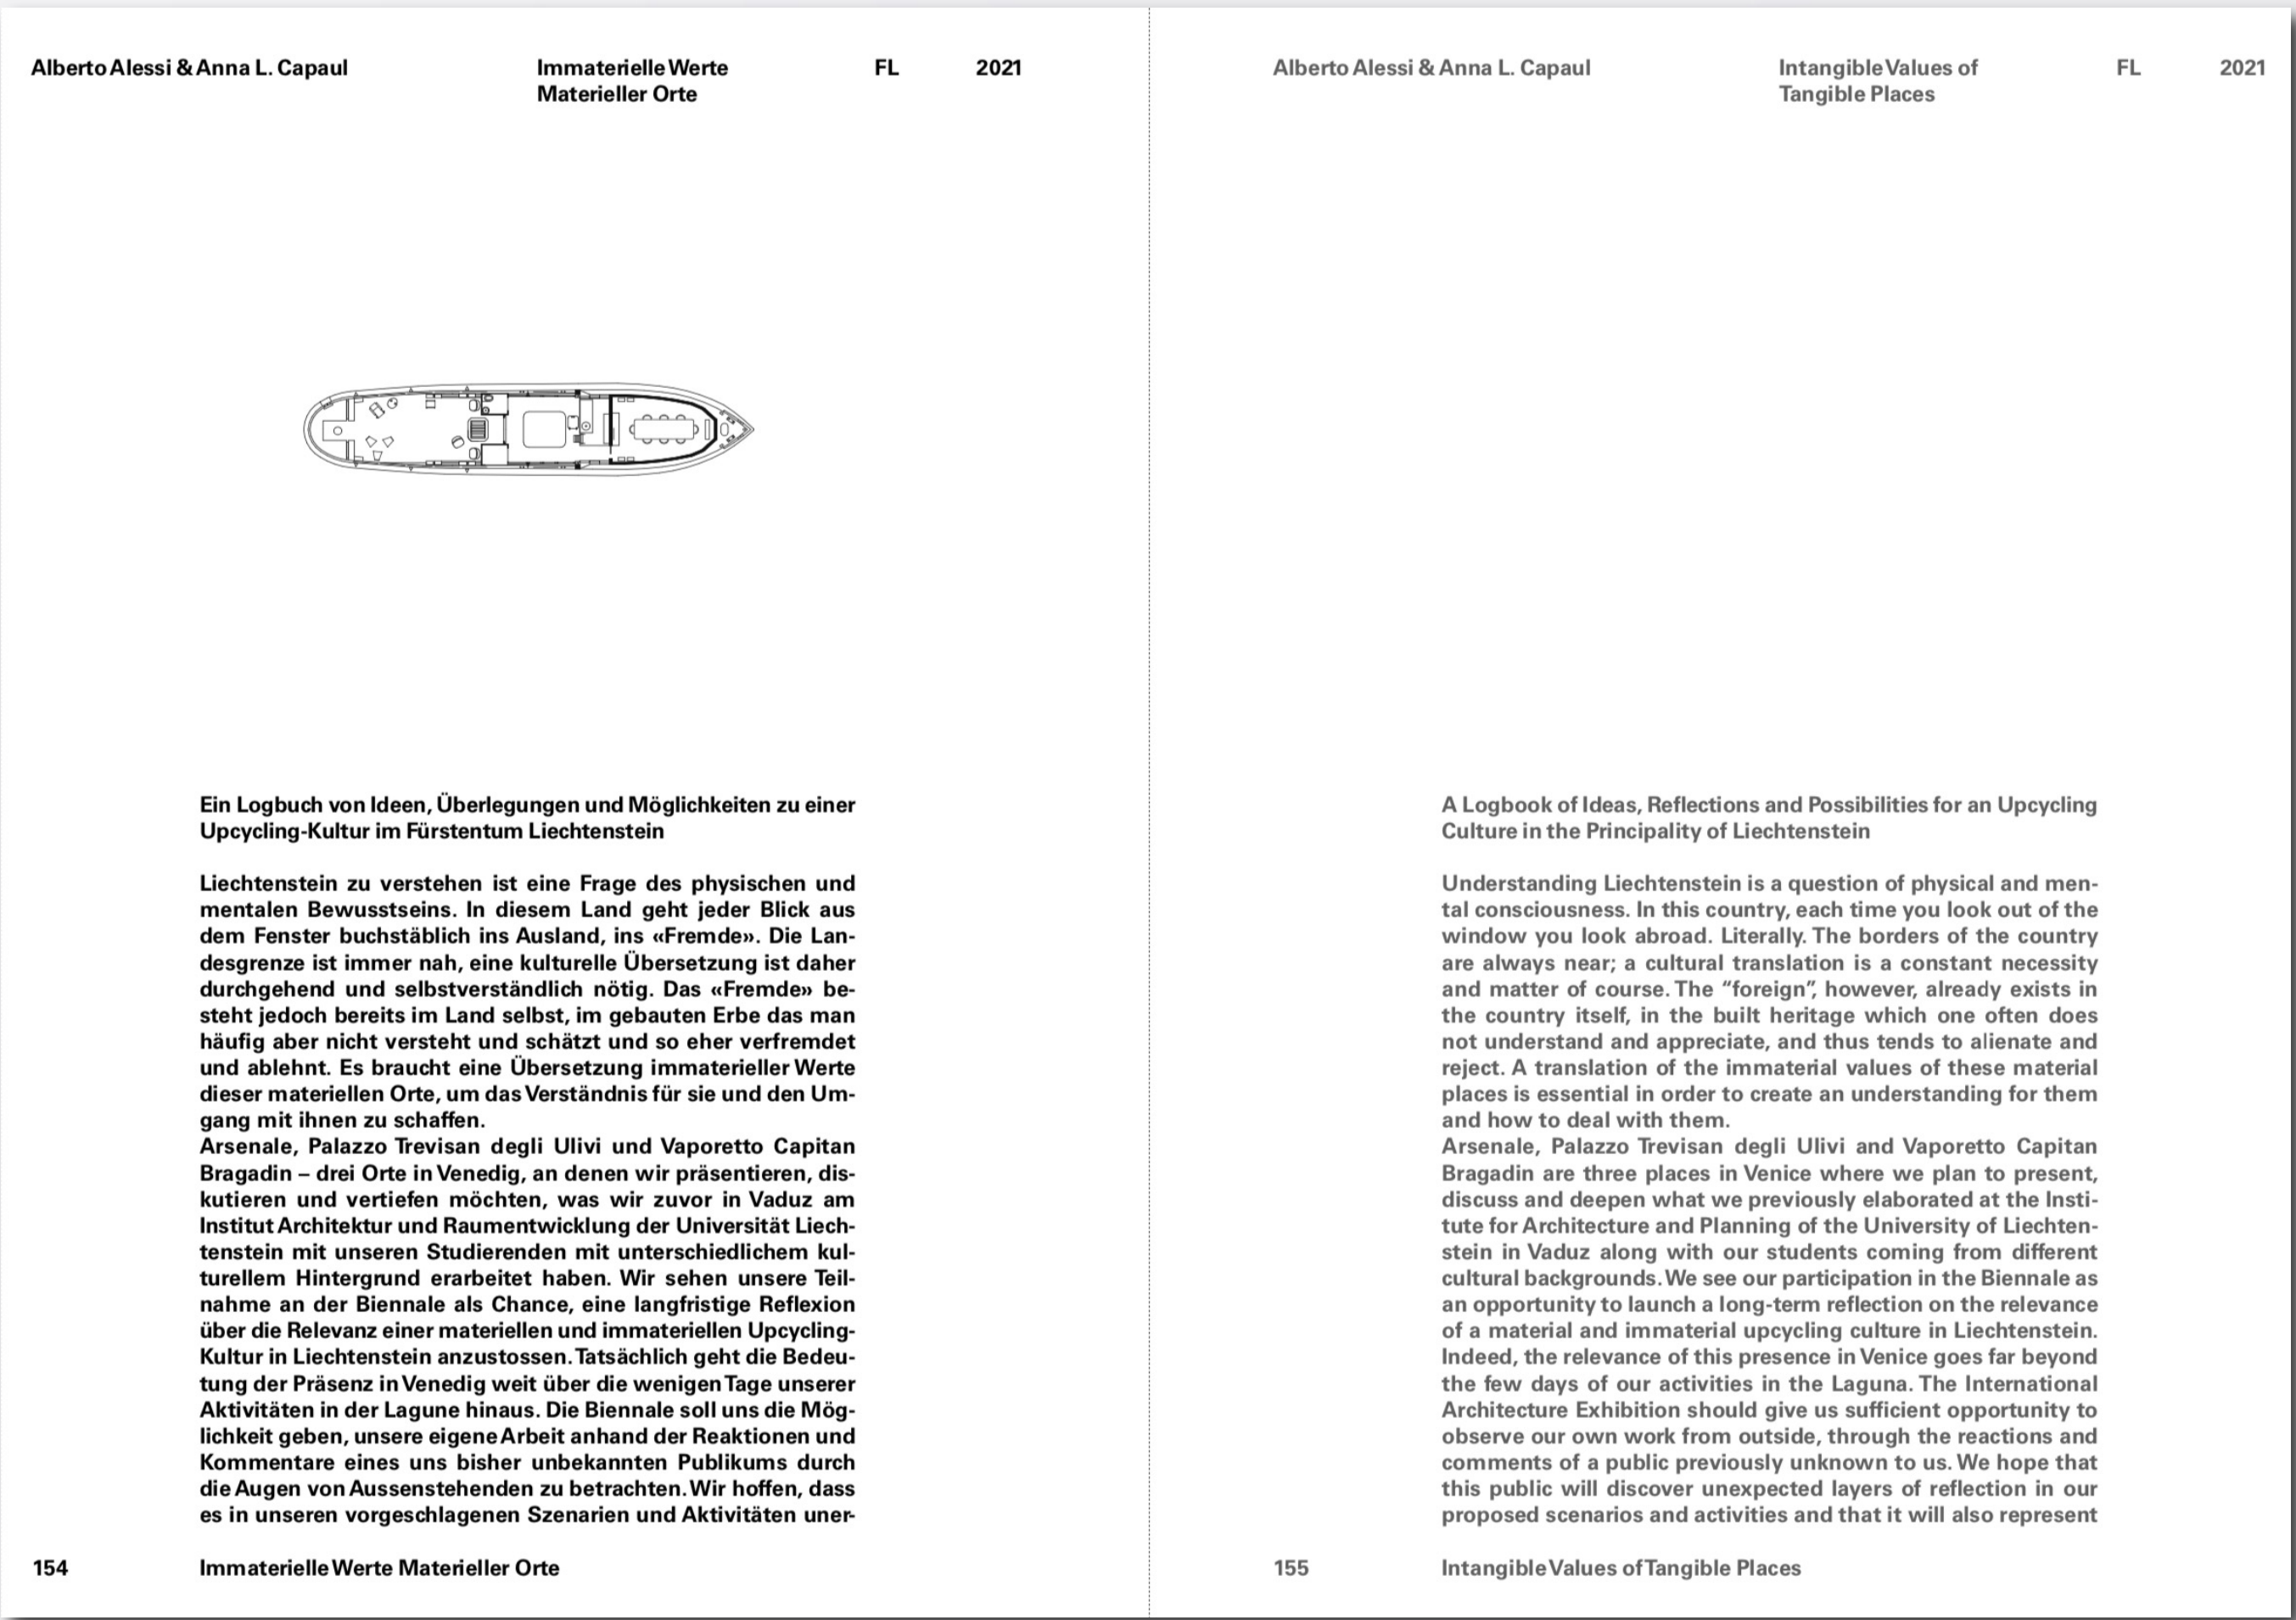 Alberto Alessi & Anna L. Capaul
Immaterielle Werte
Materieller Orte
FL
2021
Ein Logbuch von Ideen, Überlegungen und Möglichkeiten zu einer
Upcycling-Kultur im Fürstentum Liechtenstein
Liechtenstein zu verstehen ist eine Frage des physischen und
mentalen Bewusstseins. In diesem Land geht jeder Blick aus
dem Fenster buchstäblich ins Ausland, ins «Fremde». Die Lan-
desgrenze ist immer nah, eine kulturelle Übersetzung ist daher
durchgehend und selbstverständlich nötig. Das «Fremde» be-
steht jedoch bereits im Land selbst, im gebauten Erbe das man
häufig aber nicht versteht und schätzt und so eher verfremdet
und ablehnt. Es braucht eine Übersetzung immaterieller Werte
dieser materiellen Orte, um das Verständnis für sie und den Um-
gang mit ihnen zu schaffen.
Arsenale, Palazzo Trevisan degli Ulivi und Vaporetto Capitan
Bragadin – drei Orte in Venedig, an denen wir präsentieren, dis-
kutieren und vertiefen möchten, was wir zuvor in Vaduz am
Institut Architektur und Raumentwicklung der Universität Liech-
tenstein mit unseren Studierenden mit unterschiedlichem kul-
turellem Hintergrund erarbeitet haben. Wir sehen unsere Teil-
nahme an der Biennale als Chance, eine langfristige Reflexion
über die Relevanz einer materiellen und immateriellen Upcycling-
Kultur in Liechtenstein anzustossen. Tatsächlich geht die Bedeu-
tung der Präsenz in Venedig weit über die wenigen Tage unserer
Aktivitäten in der Lagune hinaus. Die Biennale soll uns die Mög-
lichkeit geben, unsere eigene Arbeit anhand der Reaktionen und
Kommentare eines uns bisher unbekannten Publikums durch
die Augen von Aussenstehenden zu betrachten. Wir hoffen, dass
es in unseren vorgeschlagenen Szenarien und Aktivitäten uner-
154
Immaterielle Werte Materieller Orte
Alberto Alessi & Anna L. Capaul
Intangible Values of
Tangible Places
FL
2021
A Logbook of Ideas, Reflections and Possibilities for an Upcycling
Culture in the Principality of Liechtenstein
Understanding Liechtenstein is a question of physical and men-
tal consciousness. In this country, each time you look out of the
window you look abroad. Literally. The borders of the country
are always near; a cultural translation is a constant necessity
and matter of course. The “foreign”, however, already exists in
the country itself, in the built heritage which one often does
not understand and appreciate, and thus tends to alienate and
reject. A translation of the immaterial values of these material
places is essential in order to create an understanding for them
and how to deal with them.
Arsenale, Palazzo Trevisan degli Ulivi and Vaporetto Capitan
Bragadin are three places in Venice where we plan to present,
discuss and deepen what we previously elaborated at the Insti-
tute for Architecture and Planning of the University of Liechten-
stein in Vaduz along with our students coming from different
cultural backgrounds. We see our participation in the Biennale as
an opportunity to launch a long-term reflection on the relevance
of a material and immaterial upcycling culture in Liechtenstein.
Indeed, the relevance of this presence in Venice goes far beyond
the few days of our activities in the Laguna. The International
Architecture Exhibition should give us sufficient opportunity to
observe our own work from outside, through the reactions and
comments of a public previously unknown to us. We hope that
this public will discover unexpected layers of reflection in our
proposed scenarios and activities and that it will also represent
155
Intangible Values of Tangible Places